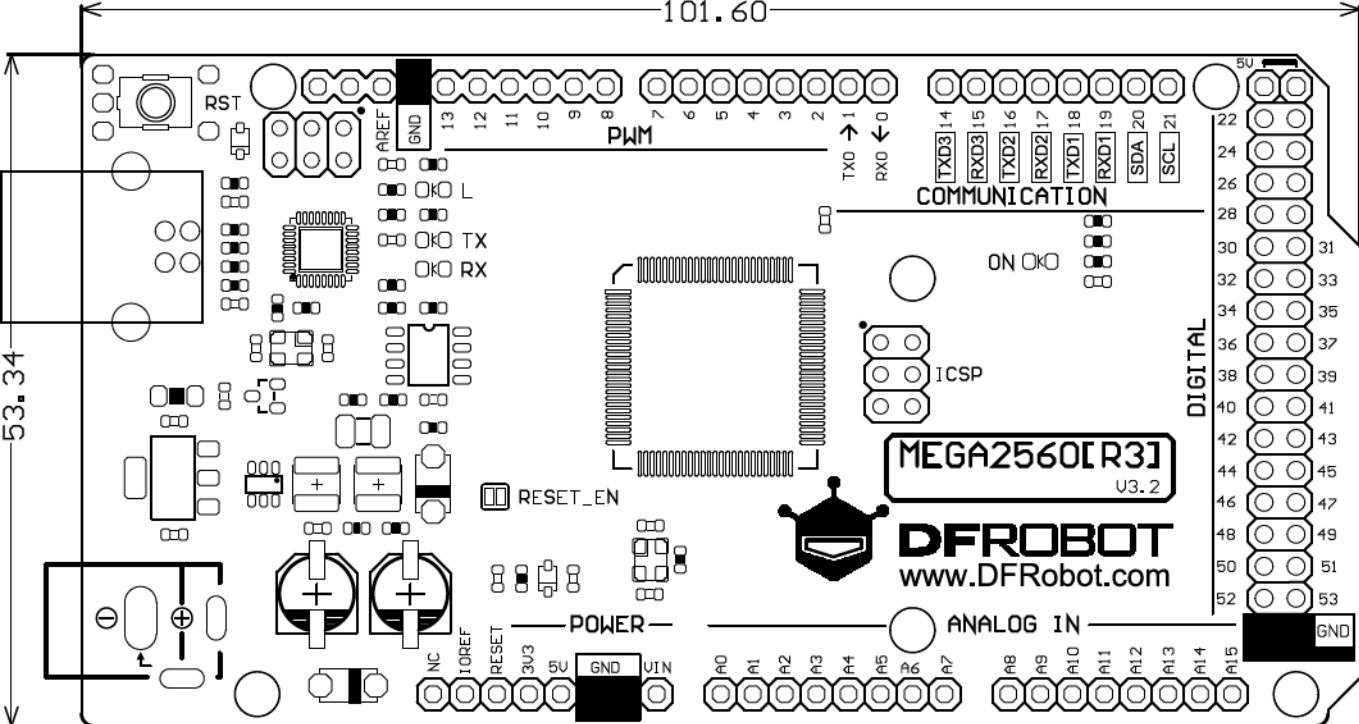 101.60
53.34
5V
RST
AREF
GND
13 12 11 10 9 8
7 6 5 4 3 2 1 0
TX0 → RX0 ←
PWM
14 15 16 17 18 19 20 21
TXD3 RXD3 TXD2 RXD2 TXD1 RXD1 SDA SCL
COMMUNICATION
L
TX
RX
ON
ICSP
DIGITAL
22
24
26
28
30 31
32 33
34 35
36 37
38 39
40 41
42 43
44 45
46 47
48 49
50 51
52 53
GND
MEGA2560[R3]
V3.2
RESET_EN
DFROBOT
www.DFRobot.com
POWER
ANALOG IN
NC IOREF RESET 3V3 5V GND VIN
A0 A1 A2 A3 A4 A5 A6 A7
A8 A9 A10 A11 A12 A13 A14 A15